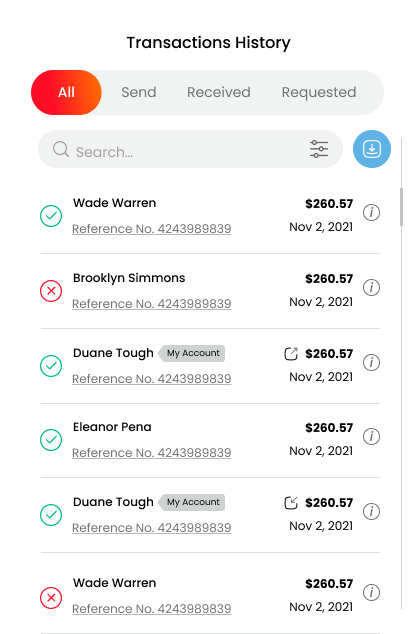 Transactions History
All Send Received Requested
Search...
Wade Warren $260.57
Reference No. 4243989839 Nov 2, 2021
Brooklyn Simmons $260.57
Reference No. 4243989839 Nov 2, 2021
Duane Tough My Account $260.57
Reference No. 4243989839 Nov 2, 2021
Eleanor Pena $260.57
Reference No. 4243989839 Nov 2, 2021
Duane Tough My Account $260.57
Reference No. 4243989839 Nov 2, 2021
Wade Warren $260.57
Reference No. 4243989839 Nov 2, 2021